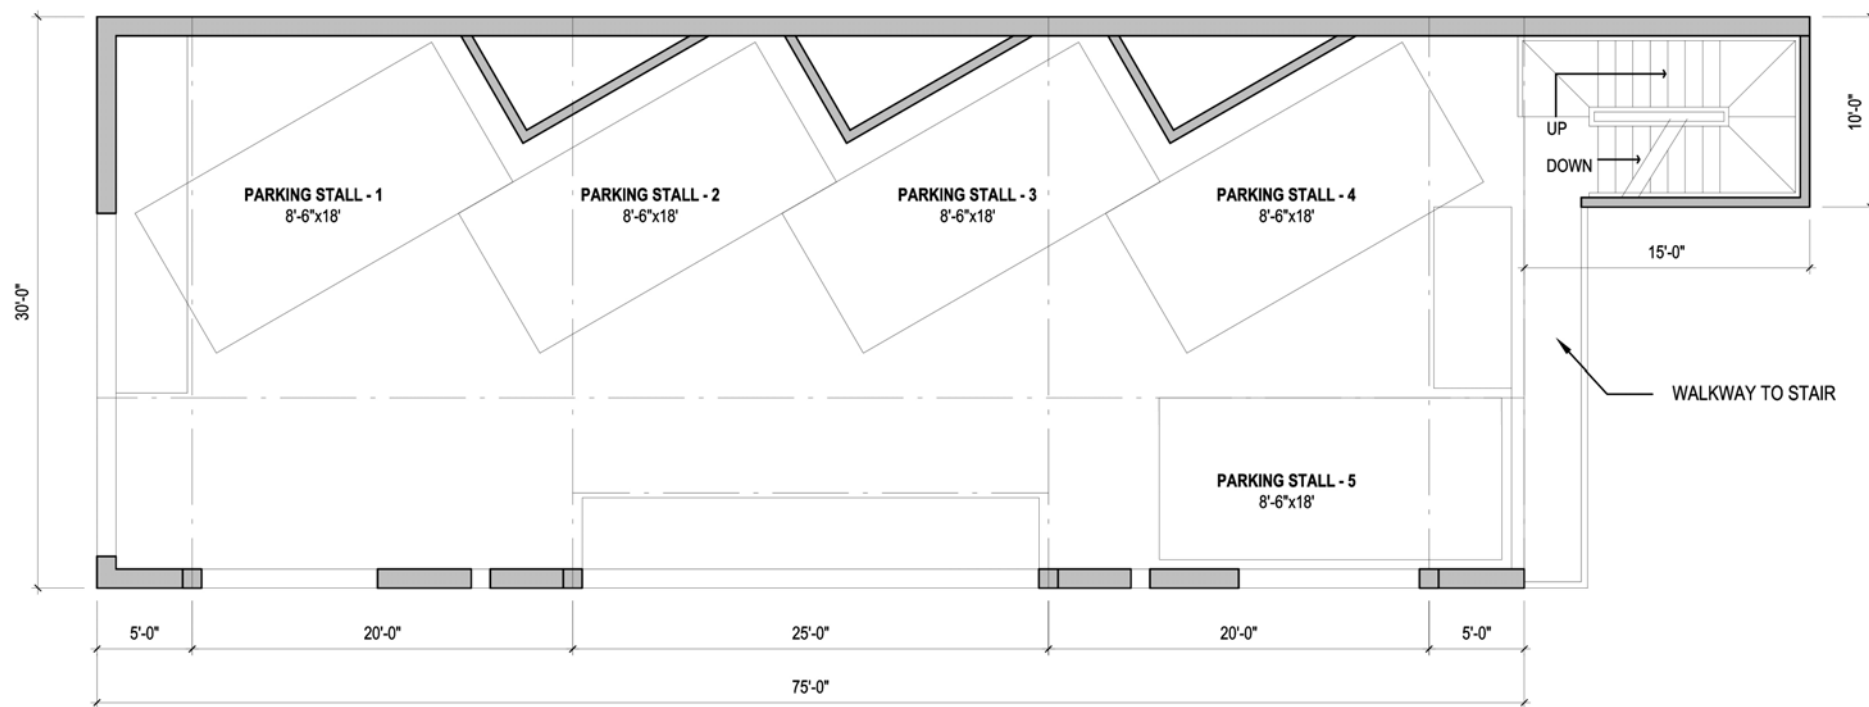 30'-0"
10'-0"
UP
DOWN
PARKING STALL - 1
8'-6"x18'
PARKING STALL - 2
8'-6"x18'
PARKING STALL - 3
8'-6"x18'
PARKING STALL - 4
8'-6"x18'
15'-0"
WALKWAY TO STAIR
PARKING STALL - 5
8'-6"x18'
5'-0"
20'-0"
25'-0"
20'-0"
5'-0"
75'-0"